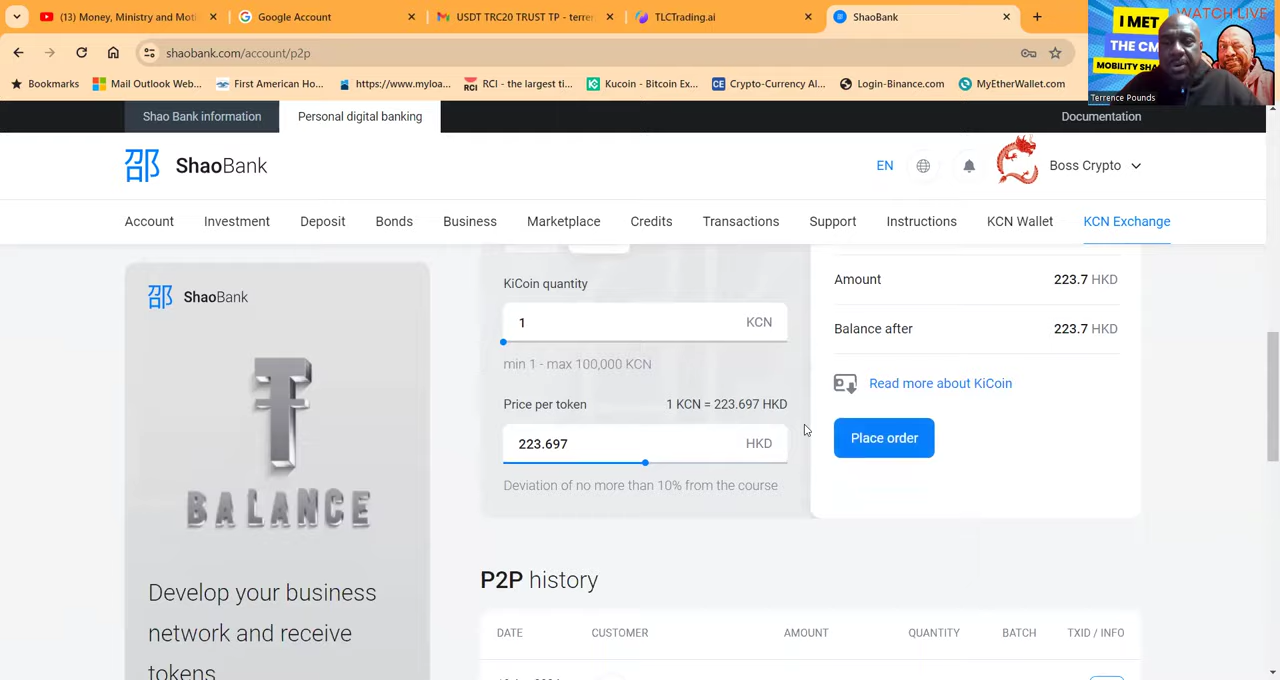 (13) Money, Ministry and Moti
Google Account
USDT TRC20 TRUST TP - terre
TLCTrading.ai
ShaoBank
shaobank.com/account/p2p
Bookmarks
Mail Outlook Web...
First American Ho...
https://www.myloa...
RCI - the largest ti...
Kucoin - Bitcoin Ex...
Crypto-Currency AI...
Login-Binance.com
MyEtherWallet.com
WATCH LIVE
I MET
THE CM
MOBILITY SHA
Terrence Pounds
Shao Bank information
Personal digital banking
Documentation
邵 ShaoBank
EN
Boss Crypto
Account
Investment
Deposit
Bonds
Business
Marketplace
Credits
Transactions
Support
Instructions
KCN Wallet
KCN Exchange
邵 ShaoBank
BALANCE
Develop your business
network and receive
tokens
KiCoin quantity
1 KCN
min 1 - max 100,000 KCN
Price per token 1 KCN = 223.697 HKD
223.697 HKD
Deviation of no more than 10% from the course
Amount 223.7 HKD
Balance after 223.7 HKD
Read more about KiCoin
Place order
P2P history
DATE CUSTOMER AMOUNT QUANTITY BATCH TXID / INFO